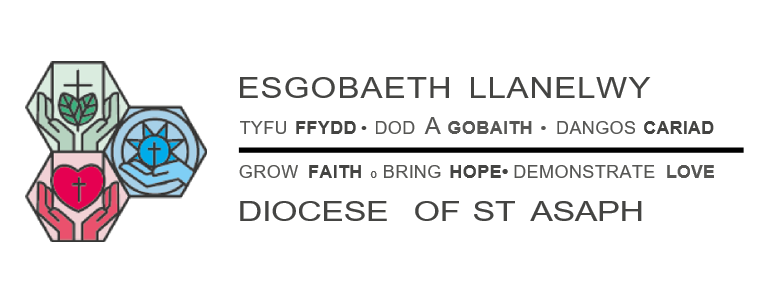 ESGOBAETH LLANELWY
TYFU FFYDD • DOD A GOBAITH • DANGOS CARIAD
GROW FAITH o BRING HOPE• DEMONSTRATE LOVE
DIOCESE OF ST ASAPH